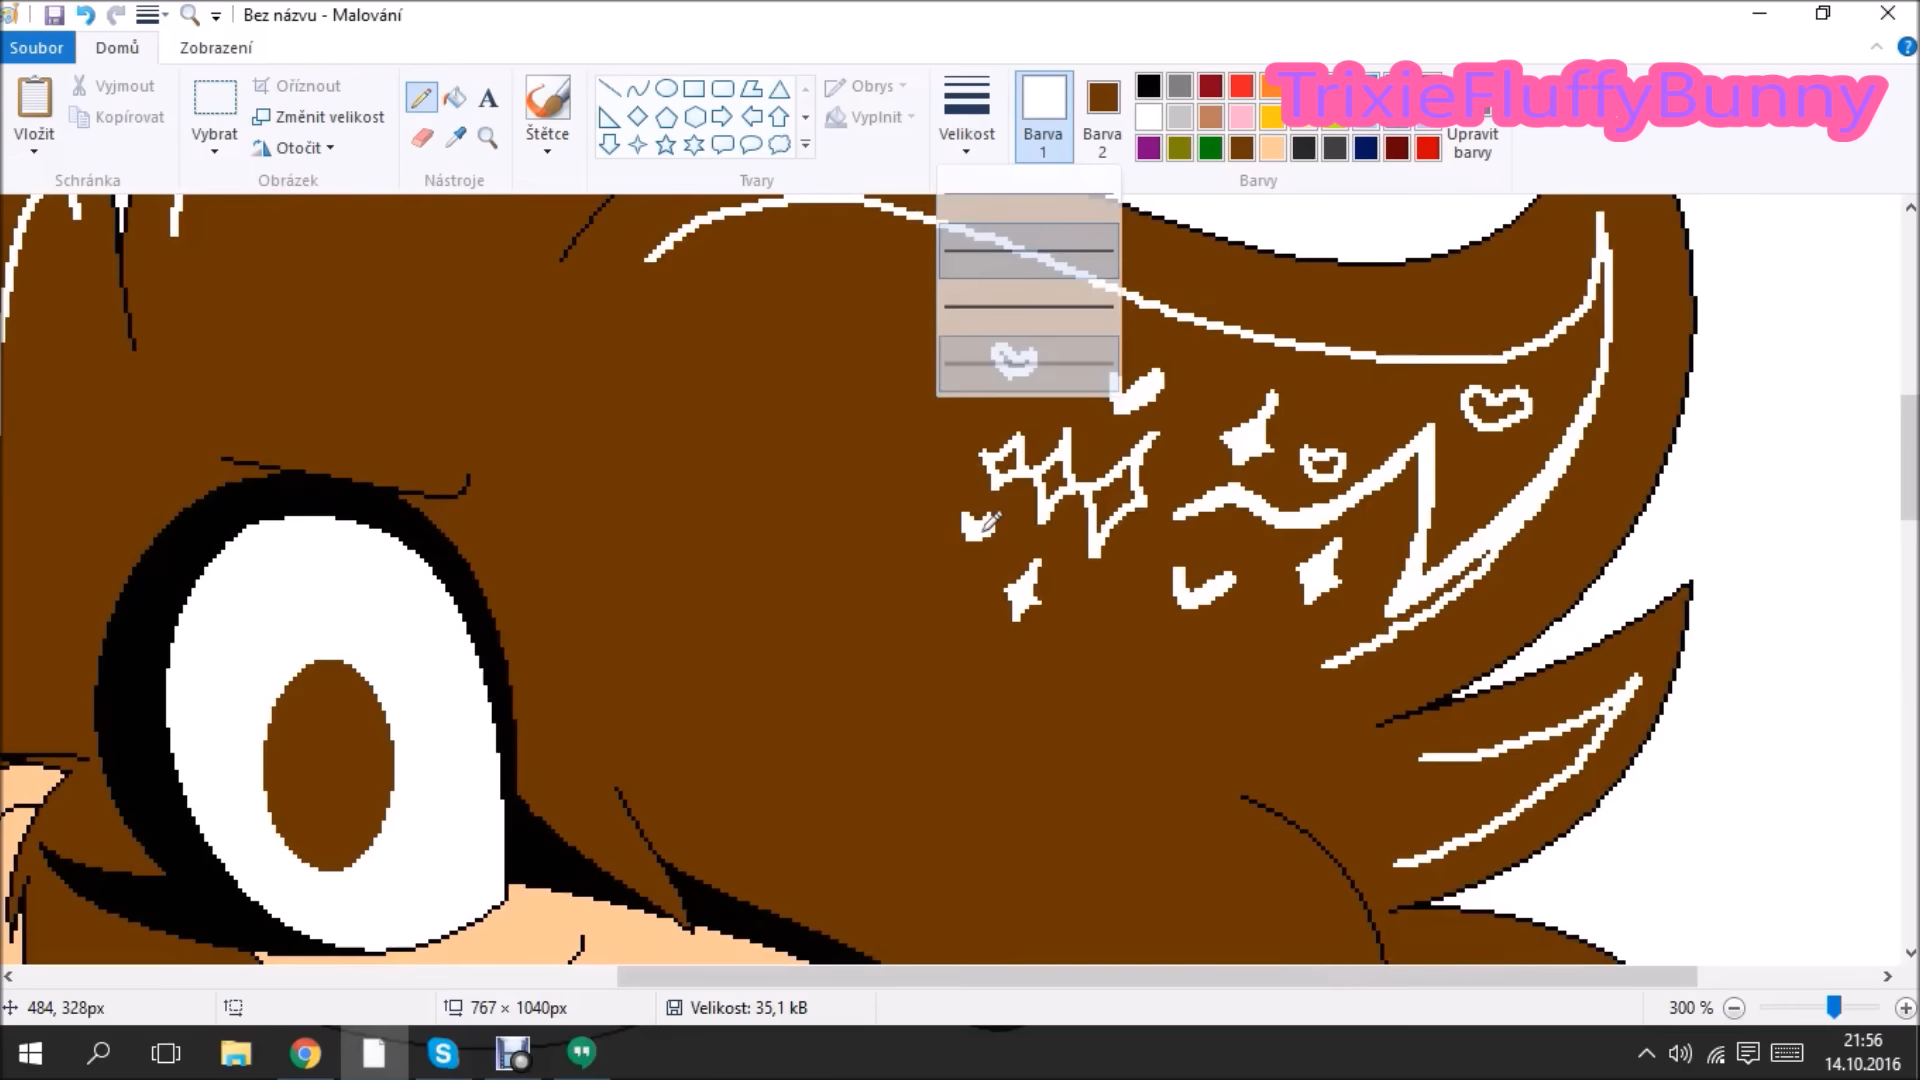 Bez názvu - Malování
Soubor
Domů
Zobrazení
TrixieFluffyBunny
Vložit
Vyjmout
Kopírovat
Schránka
Vybrat
Oříznout
Změnit velikost
Otočit
Obrázek
A
Nástroje
Štětce
Tvary
Obrys
Vyplnit
Velikost
Barva
1
Barva
2
Upravit
barvy
Barvy
484, 328px
767 × 1040px
Velikost: 35,1 kB
300 %
21:56
14.10.2016